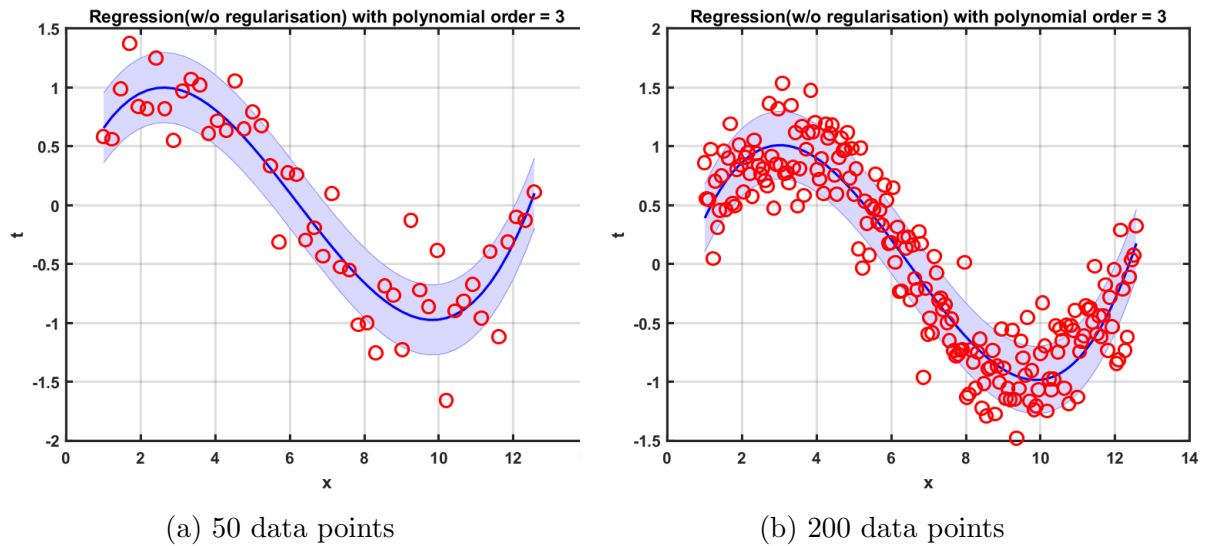 Regression(w/o regularisation) with polynomial order = 3
1.5
1
0.5
0
-0.5
-1
-1.5
-2
t
0 2 4 6 8 10 12
x
(a) 50 data points
Regression(w/o regularisation) with polynomial order = 3
2
1.5
1
0.5
0
-0.5
-1
-1.5
t
0 2 4 6 8 10 12 14
x
(b) 200 data points